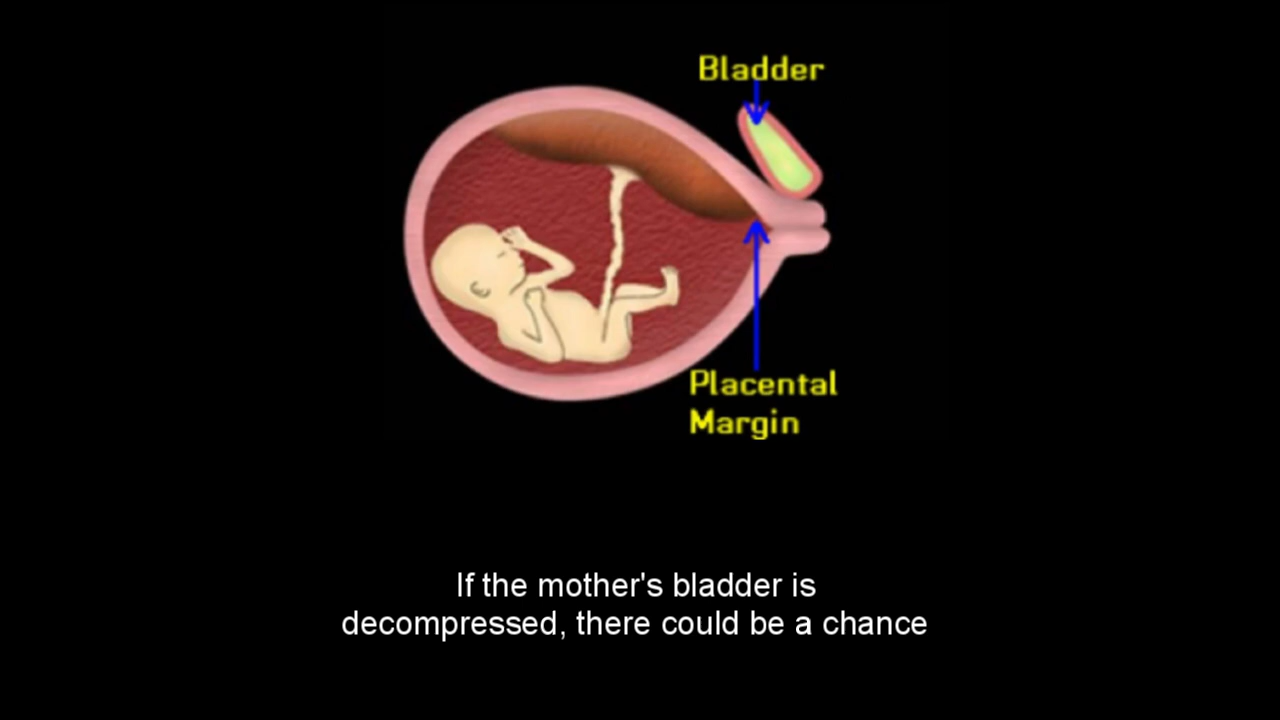 Bladder
Placental
Margin
If the mother's bladder is
decompressed, there could be a chance